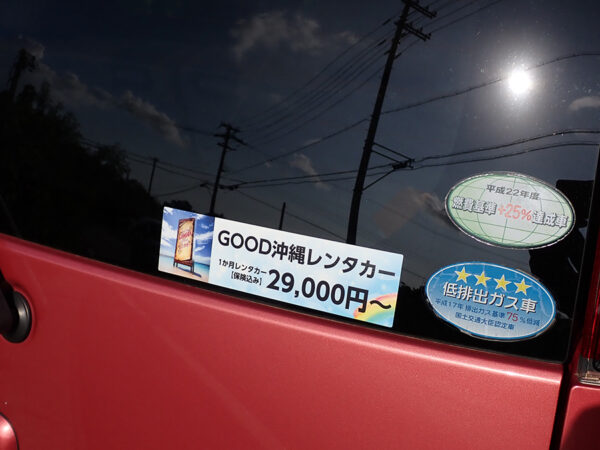 平成22年度
燃費基準+25%達成車
GOOD沖縄レンタカー
1か月レンタカー
【保険込み】
29,000円～
低排出ガス車
平成17年 排出ガス基準 75%低減
国土交通大臣認定車